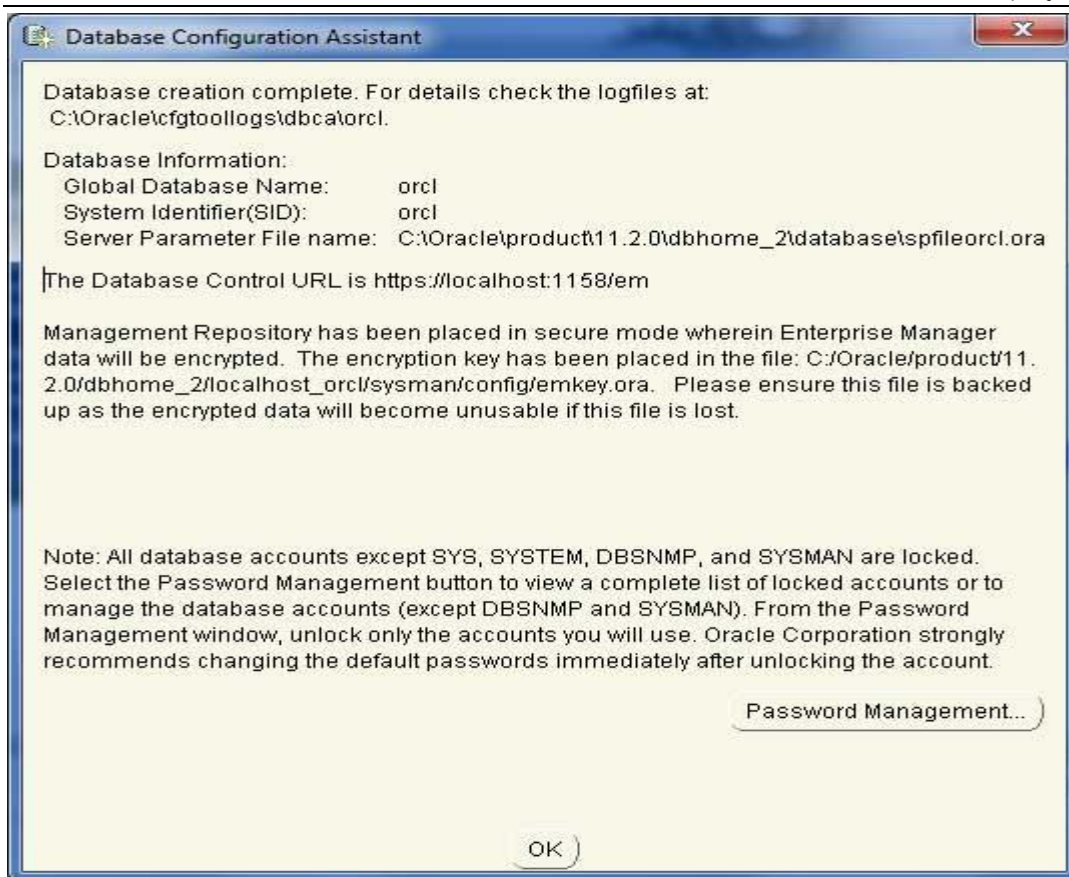 Database Configuration Assistant
Database creation complete. For details check the logfiles at:
C:\Oracle\cfgtoollogs\dbca\orcl.
Database Information:
Global Database Name: orcl
System Identifier(SID): orcl
Server Parameter File name: C:\Oracle\product\11.2.0\dbhome_2\database\spfileorcl.ora
The Database Control URL is https://localhost:1158/em
Management Repository has been placed in secure mode wherein Enterprise Manager
data will be encrypted. The encryption key has been placed in the file: C:/Oracle/product/11.
2.0/dbhome_2/localhost_orcl/sysman/config/emkey.ora. Please ensure this file is backed
up as the encrypted data will become unusable if this file is lost.
Note: All database accounts except SYS, SYSTEM, DBSNMP, and SYSMAN are locked.
Select the Password Management button to view a complete list of locked accounts or to
manage the database accounts (except DBSNMP and SYSMAN). From the Password
Management window, unlock only the accounts you will use. Oracle Corporation strongly
recommends changing the default passwords immediately after unlocking the account.
Password Management...
OK